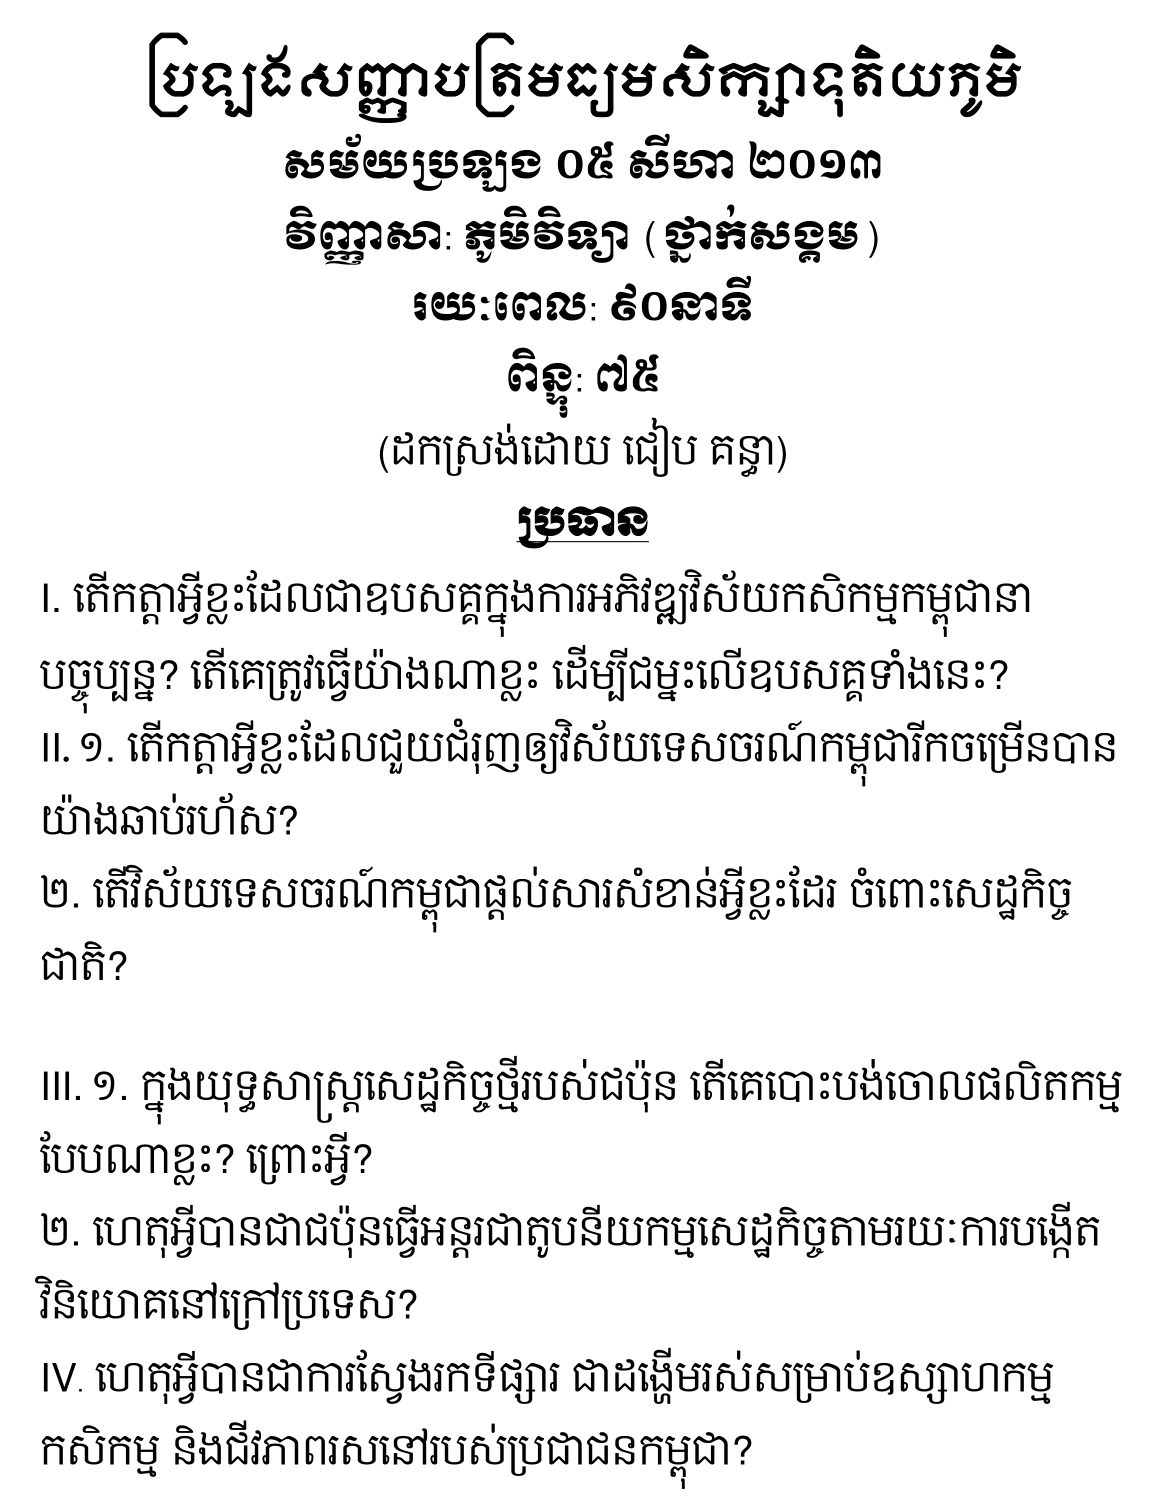 ប្រឡងសញ្ញាបត្រមធ្យមសិក្សាទុតិយភូមិ
សម័យប្រឡង ០៥ សីហា ២០១៣
វិញ្ញាសា: ភូមិវិទ្យា (ថ្នាក់សង្គម)
រយៈពេល: ៩០នាទី
ពិន្ទុ: ៧៥
(ដកស្រង់ដោយ ជៀប គន្ធា)
ប្រធាន
I. តើកត្តាអ្វីខ្លះដែលជាឧបសគ្គក្នុងការអភិវឌ្ឍវិស័យកសិកម្មកម្ពុជានា
បច្ចុប្បន្ន? តើគេត្រូវធ្វើយ៉ាងណាខ្លះ ដើម្បីជម្នះលើឧបសគ្គទាំងនេះ?
II. ១. តើកត្តាអ្វីខ្លះដែលជួយជំរុញឲ្យវិស័យទេសចរណ៍កម្ពុជារីកចម្រើនបាន
យ៉ាងឆាប់រហ័ស?
២. តើវិស័យទេសចរណ៍កម្ពុជាផ្តល់សារសំខាន់អ្វីខ្លះដែរ ចំពោះសេដ្ឋកិច្ច
ជាតិ?
III. ១. ក្នុងយុទ្ធសាស្ត្រសេដ្ឋកិច្ចថ្មីរបស់ជប៉ុន តើគេបោះបង់ចោលផលិតកម្ម
បែបណាខ្លះ? ព្រោះអ្វី?
២. ហេតុអ្វីបានជាជប៉ុនធ្វើអន្តរជាតូបនីយកម្មសេដ្ឋកិច្ចតាមរយៈការបង្កើត
វិនិយោគនៅក្រៅប្រទេស?
IV. ហេតុអ្វីបានជាការស្វែងរកទីផ្សារ ជាដង្ហើមរស់សម្រាប់ឧស្សាហកម្ម
កសិកម្ម និងជីវភាពរសនៅរបស់ប្រជាជនកម្ពុជា?